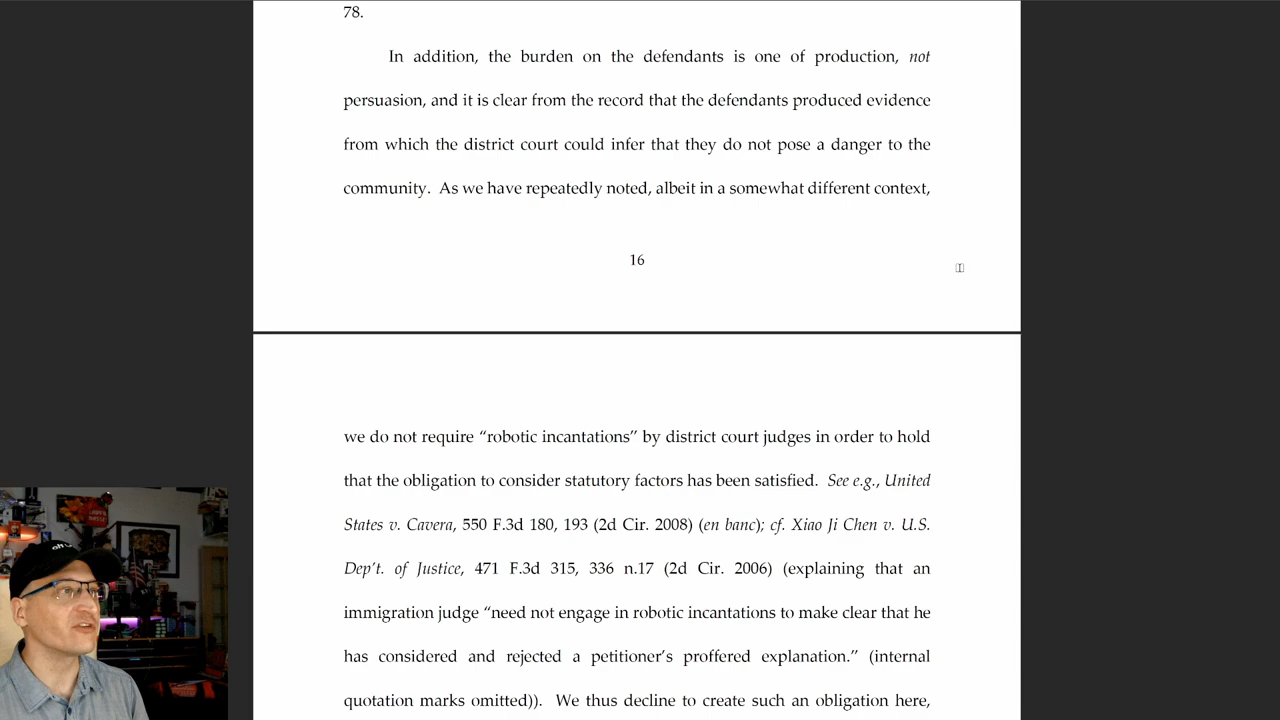 78.
In addition, the burden on the defendants is one of production, not
persuasion, and it is clear from the record that the defendants produced evidence
from which the district court could infer that they do not pose a danger to the
community. As we have repeatedly noted, albeit in a somewhat different context,
16
we do not require “robotic incantations” by district court judges in order to hold
that the obligation to consider statutory factors has been satisfied. See e.g., United
States v. Cavera, 550 F.3d 180, 193 (2d Cir. 2008) (en banc); cf. Xiao Ji Chen v. U.S.
Dep’t. of Justice, 471 F.3d 315, 336 n.17 (2d Cir. 2006) (explaining that an
immigration judge “need not engage in robotic incantations to make clear that he
has considered and rejected a petitioner’s proffered explanation.” (internal
quotation marks omitted)). We thus decline to create such an obligation here,